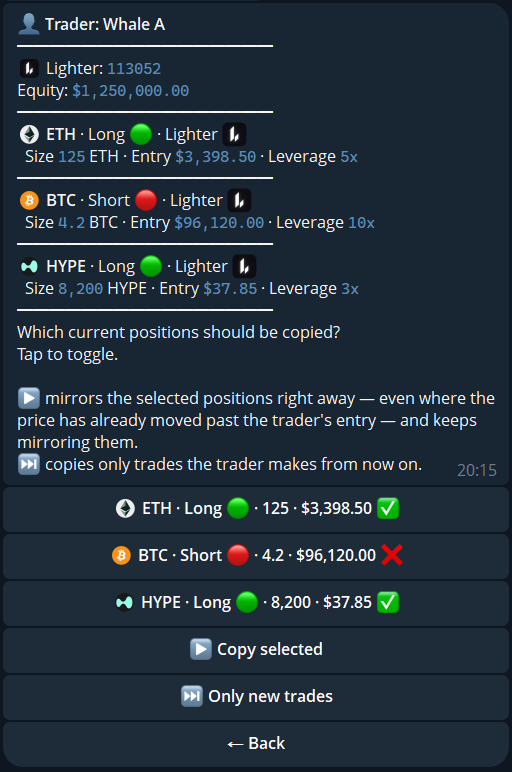 👤 Trader: Whale A
Lighter: 113052
Equity: $1,250,000.00
ETH · Long 🟢 · Lighter
Size 125 ETH · Entry $3,398.50 · Leverage 5x
BTC · Short 🔴 · Lighter
Size 4.2 BTC · Entry $96,120.00 · Leverage 10x
HYPE · Long 🟢 · Lighter
Size 8,200 HYPE · Entry $37.85 · Leverage 3x
Which current positions should be copied?
Tap to toggle.
▶️ mirrors the selected positions right away — even where the
price has already moved past the trader's entry — and keeps
mirroring them.
⏭️ copies only trades the trader makes from now on.
20:15
ETH · Long 🟢 · 125 · $3,398.50 ✅
BTC · Short 🔴 · 4.2 · $96,120.00 ❌
HYPE · Long 🟢 · 8,200 · $37.85 ✅
▶️ Copy selected
⏭️ Only new trades
← Back